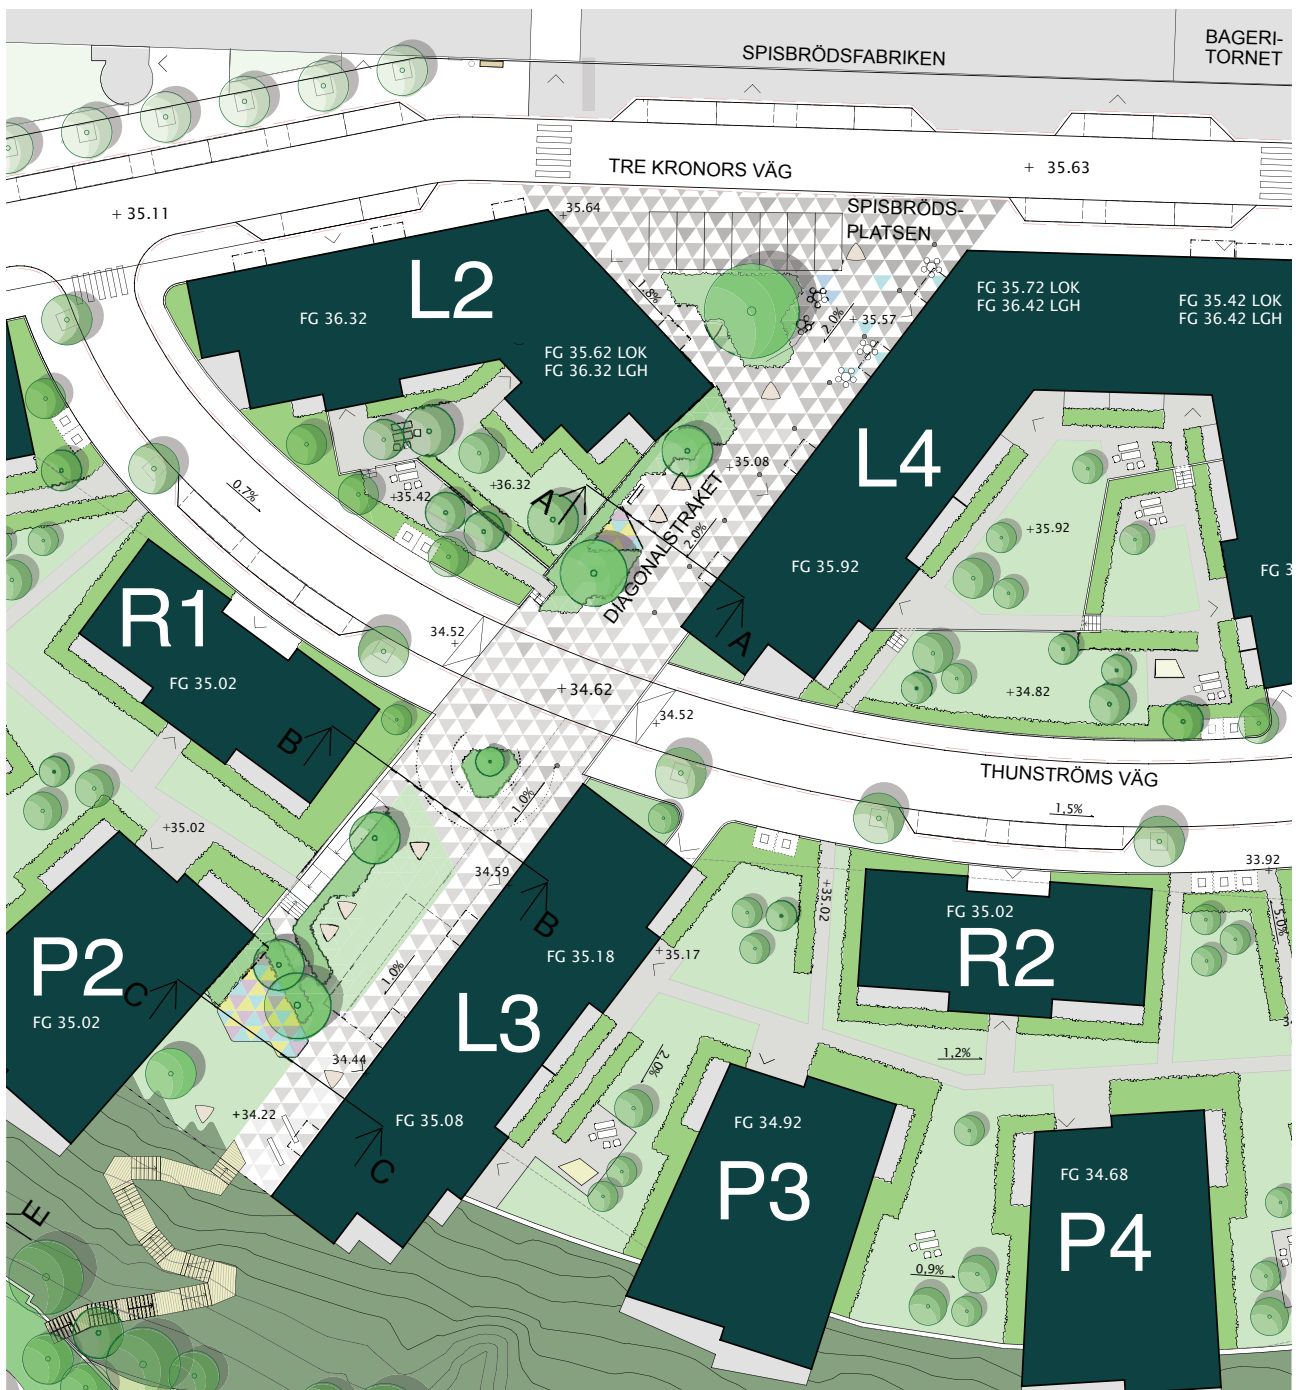 BAGERI-
TORNET
SPISBRÖDSFABRIKEN
TRE KRONORS VÄG
+ 35.63
+ 35.11
35.64
SPISBRÖDS-
PLATSEN
L2
FG 36.32
FG 35.62 LOK
FG 36.32 LGH
1.8%
2.0%
+35.57
FG 35.72 LOK
FG 36.42 LGH
FG 35.42 LOK
FG 36.42 LGH
L4
+35.08
0.7%
+35.42
+36.32
A
DIAGONALSTRÅKET
2.0%
+35.92
FG 35.92
FG 3
R1
34.52
A
FG 35.02
+34.62
+34.82
34.52
B
THUNSTRÖMS VÄG
1.0%
1,5%
+35.02
34.59
33.92
+35.02
B
FG 35.02
5.0%
P2
C
FG 35.02
1.0%
FG 35.18
+35.17
R2
L3
34.44
2.0%
1,2%
34
+34.22
FG 35.08
C
FG 34.92
P3
FG 34.68
P4
E
0,9%